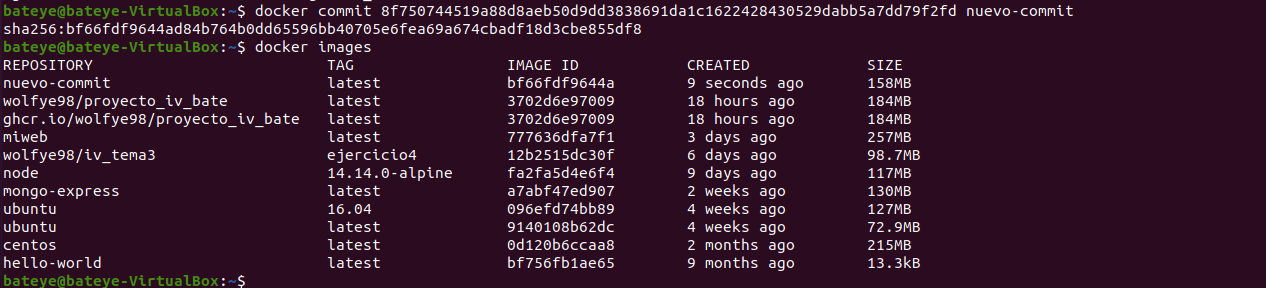 bateye@bateye-VirtualBox:~$ docker commit 8f750744519a88d8aeb50d9dd3838691da1c1622428430529dabb5a7dd79f2fd nuevo-commit
sha256:bf66fdf9644ad84b764b0dd65596bb40705e6fea69a674cbadf18d3cbe855df8
bateye@bateye-VirtualBox:~$ docker images
REPOSITORY TAG IMAGE ID CREATED SIZE
nuevo-commit latest bf66fdf9644a 9 seconds ago 158MB
wolfye98/proyecto_iv_bate latest 3702d6e97009 18 hours ago 184MB
ghcr.io/wolfye98/proyecto_iv_bate latest 3702d6e97009 18 hours ago 184MB
miweb latest 777636dfa7f1 3 days ago 257MB
wolfye98/iv_tema3 ejercicio4 12b2515dc30f 6 days ago 98.7MB
node 14.14.0-alpine fa2fa5d4e6f4 9 days ago 117MB
mongo-express latest a7abf47ed907 2 weeks ago 130MB
ubuntu 16.04 096efd74bb89 4 weeks ago 127MB
ubuntu latest 9140108b62dc 4 weeks ago 72.9MB
centos latest 0d120b6ccaa8 2 months ago 215MB
hello-world latest bf756fb1ae65 9 months ago 13.3kB
bateye@bateye-VirtualBox:~$